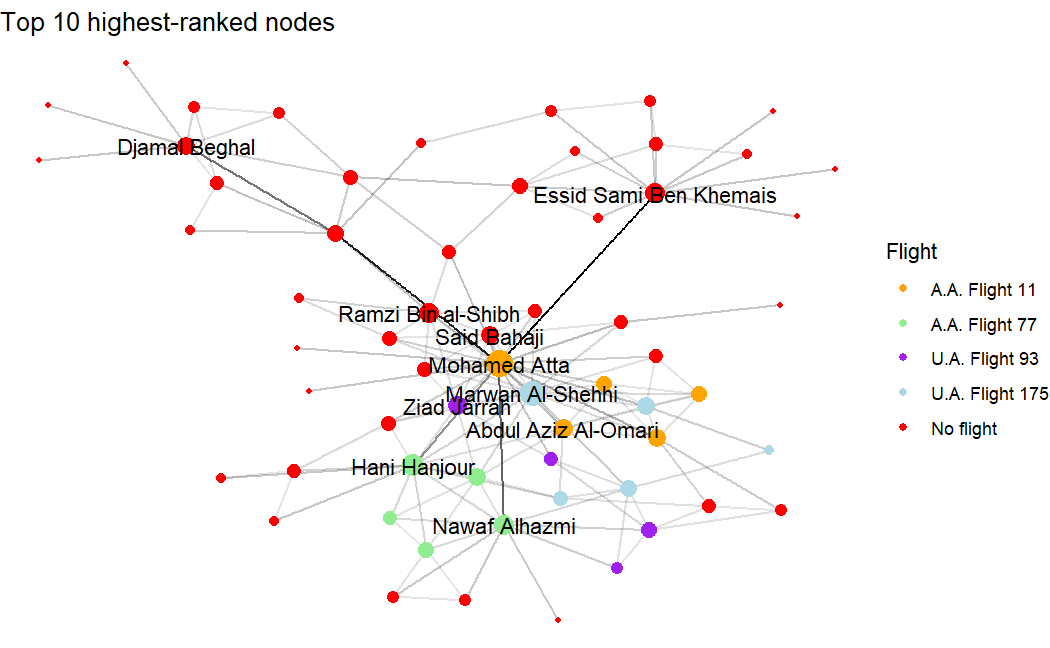 Top 10 highest-ranked nodes
Djamal Beghal
Essid Sami Ben Khemais
Flight
A.A. Flight 11
Ramzi Bin al-Shibh
A.A. Flight 77
Said Bahaji
U.A. Flight 93
Mohamed Atta
Marwan Al-Shehhi
U.A. Flight 175
Ziad Jarrah
Abdul Aziz Al-Omari
No flight
Hani Hanjour
Nawaf Alhazmi